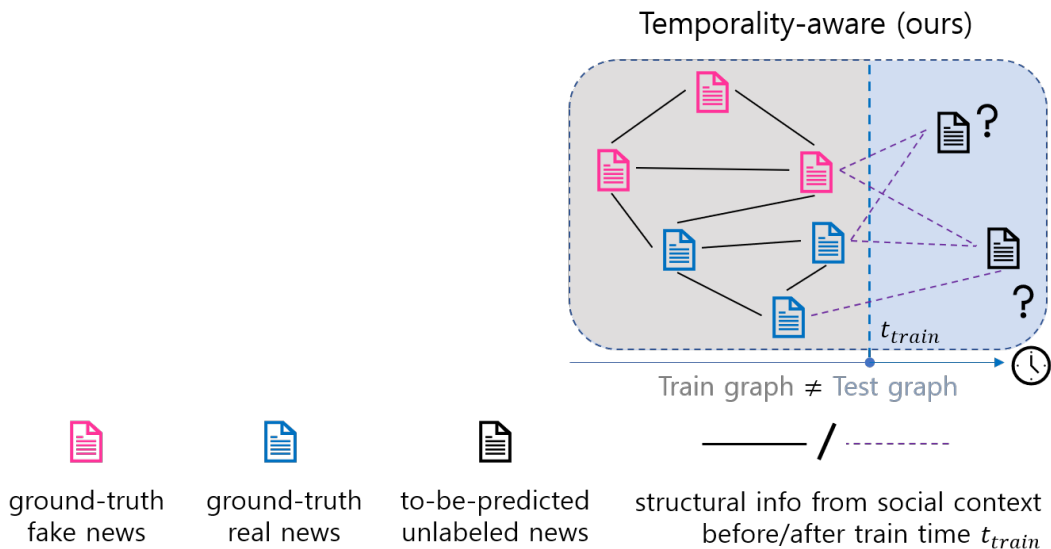 Temporality-aware (ours)
?
?
t_train
Train graph ≠ Test graph
ground-truth
fake news
ground-truth
real news
to-be-predicted
unlabeled news
/
structural info from social context
before/after train time t_train